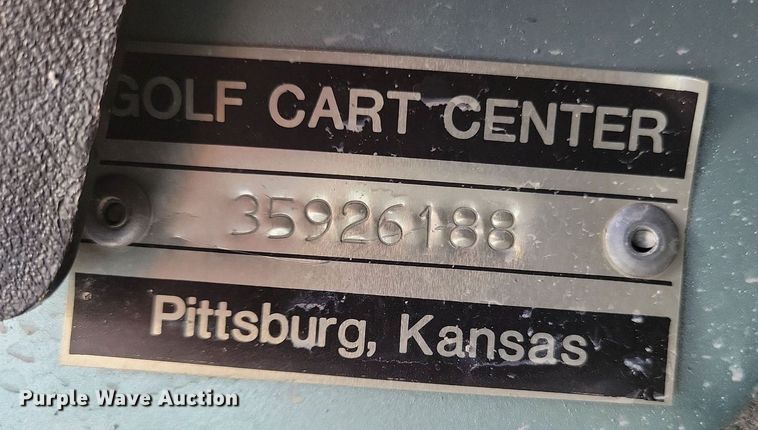 GOLF CART CENTER
35926188
Pittsburg, Kansas
Purple Wave Auction